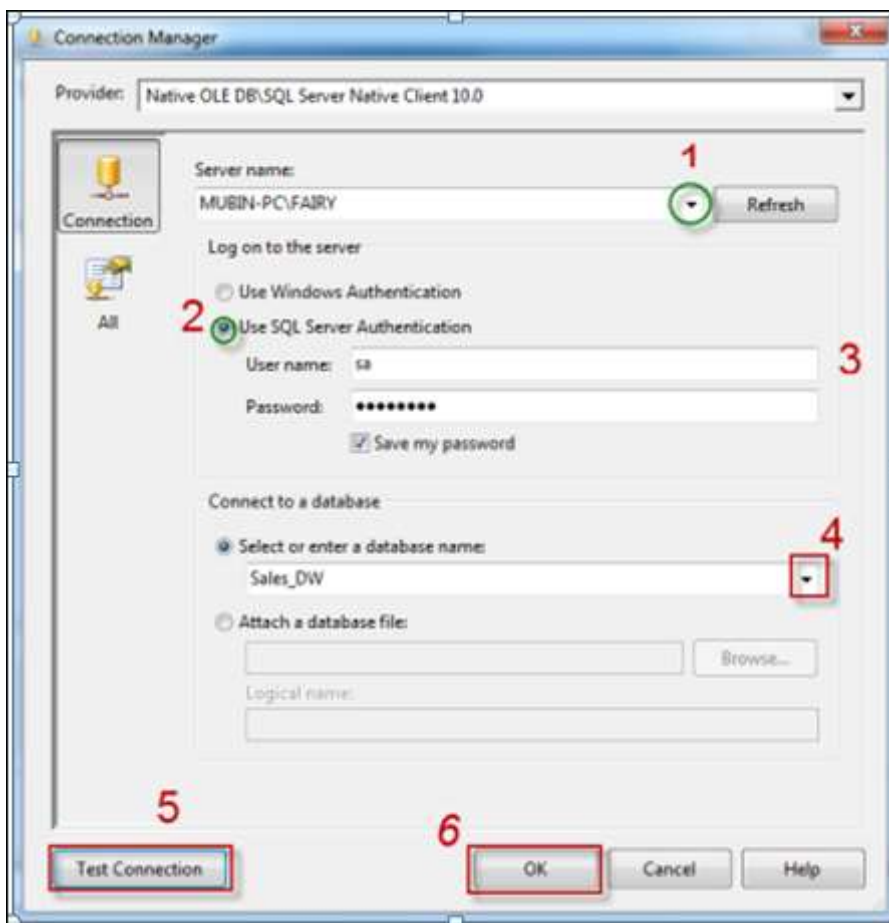 Connection Manager
Provider: Native OLE DB\SQL Server Native Client 10.0
Connection
All
1
Server name:
MUBIN-PC\FAIRY
Refresh
Log on to the server
Use Windows Authentication
2
Use SQL Server Authentication
3
User name: sa
Password: ●●●●●●●●
Save my password
Connect to a database
4
Select or enter a database name:
Sales_DW
Attach a database file:
Browse...
Logical name:
5
6
Test Connection
OK
Cancel
Help